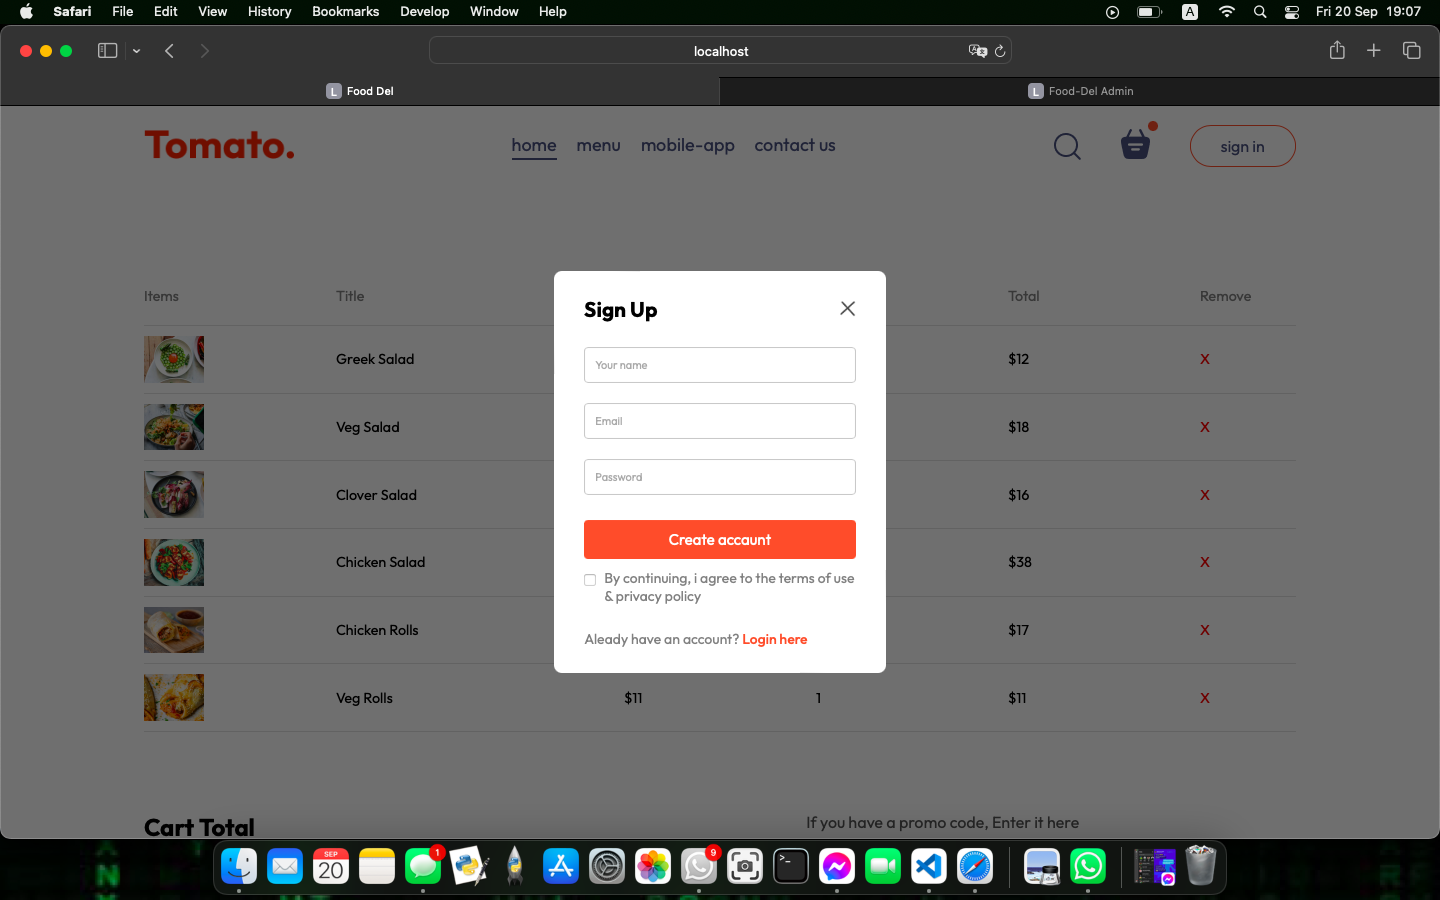 Safari File Edit View History Bookmarks Develop Window Help A Fri 20 Sep 19:07
localhost
L Food Del L Food-Del Admin
Tomato. home menu mobile-app contact us sign in
Items Title Total Remove
Greek Salad $12 X
Veg Salad $18 X
Clover Salad $16 X
Chicken Salad $38 X
Chicken Rolls $17 X
Veg Rolls $11 1 $11 X
Sign Up
Your name
Email
Password
Create accaunt
By continuing, i agree to the terms of use
& privacy policy
Aleady have an account? Login here
Cart Total If you have a promo code, Enter it here
SEP
20
1
9
>_